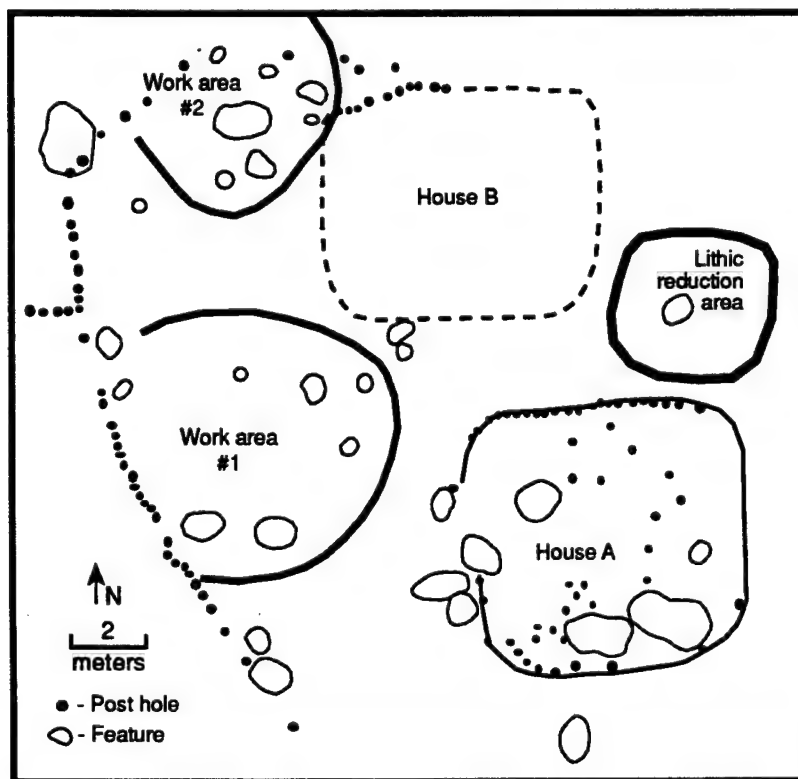 Work area
#2
House B
Lithic
reduction
area
Work area
#1
House A
N
2
meters
- Post hole
- Feature